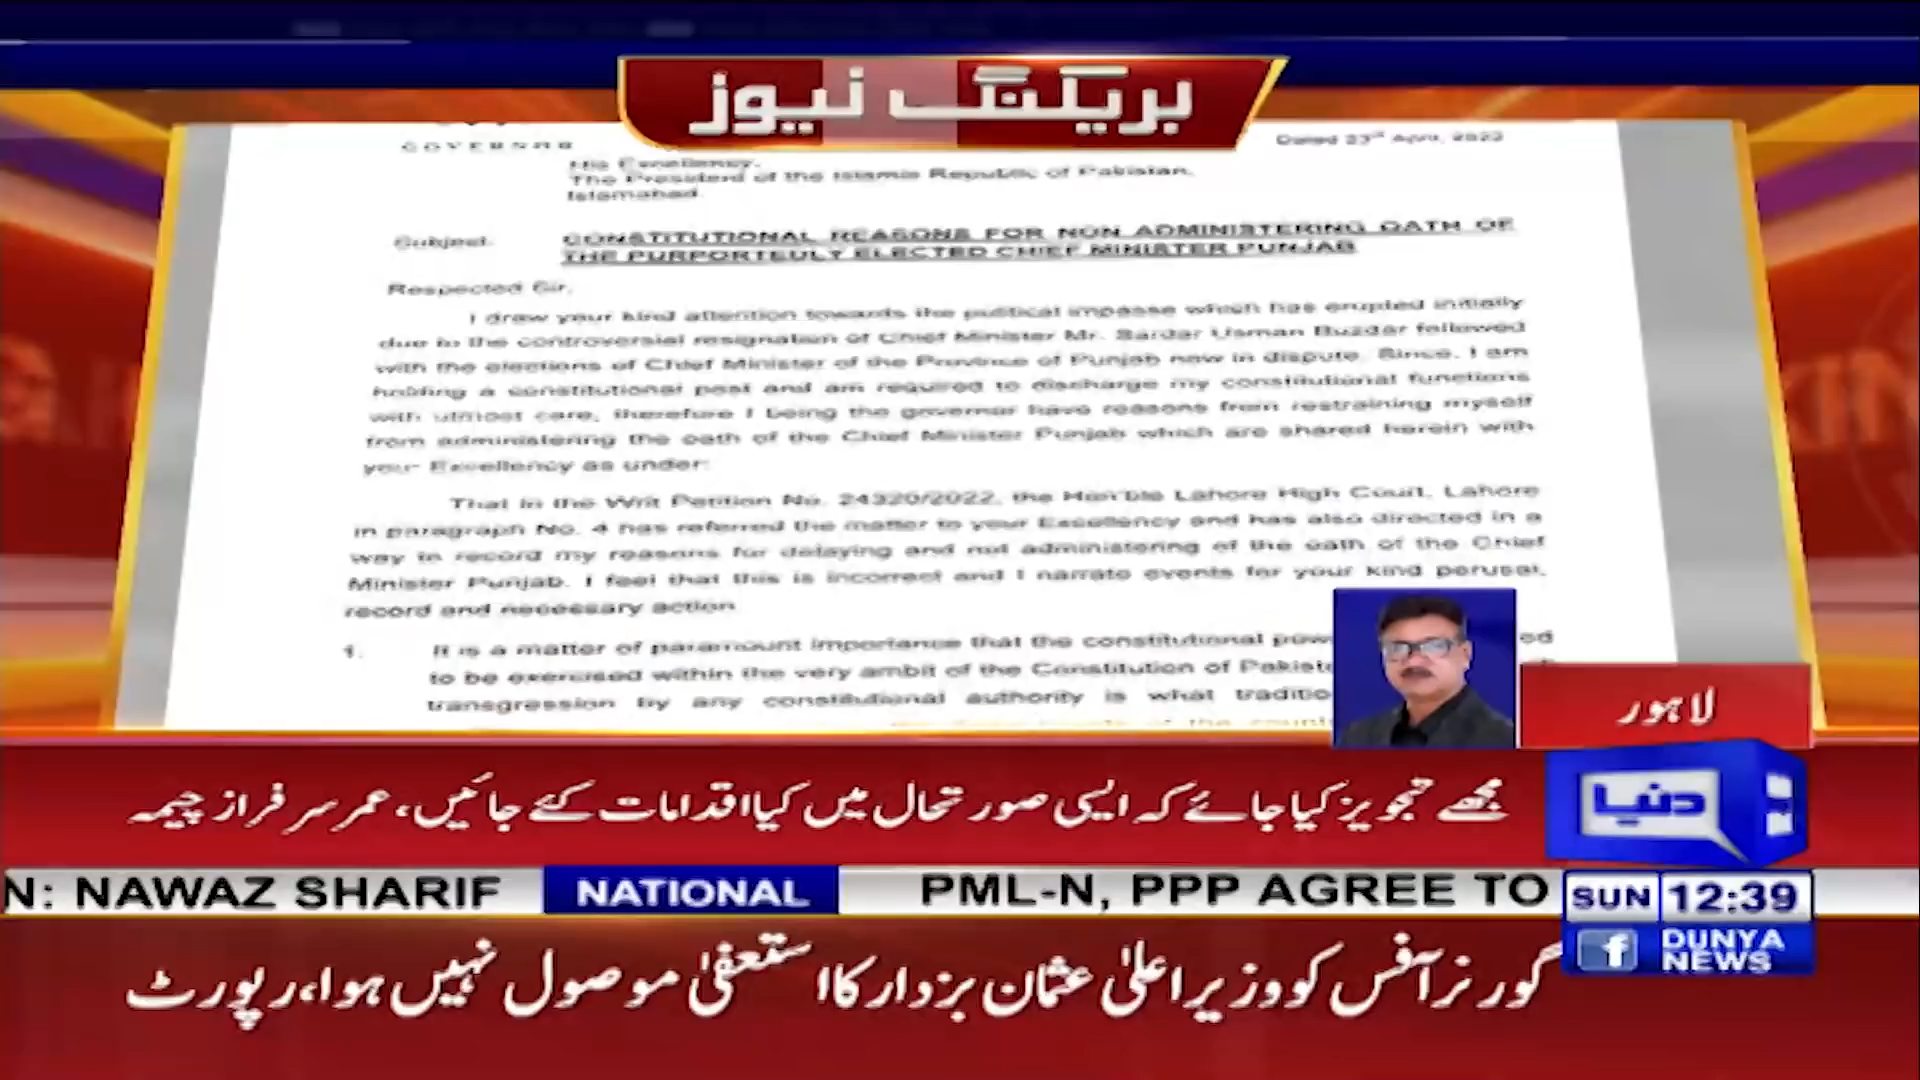 بریکنگ نیوز
GOVERNOR
Dated 23rd April, 2022
His Excellency,
The President of the Islamic Republic of Pakistan,
Islamabad.
Subject: CONSTITUTIONAL REASONS FOR NON ADMINISTERING OATH OF
THE PURPORTEDLY ELECTED CHIEF MINISTER PUNJAB
Respected Sir,
I draw your kind attention towards the political impasse which has erupted initially
due to the controversial resignation of Chief Minister Mr. Sardar Usman Buzdar followed
with the elections of Chief Minister of the Province of Punjab now in dispute. Since, I am
holding a constitutional post and am required to discharge my constitutional functions
with utmost care, therefore I being the governor have reasons from restraining myself
from administering the oath of the Chief Minister Punjab which are shared herein with
your Excellency as under:
That in the Writ Petition No. 24320/2022, the Hon'ble Lahore High Court, Lahore
in paragraph No. 4 has referred the matter to your Excellency and has also directed in a
way to record my reasons for delaying and not administering of the oath of the Chief
Minister Punjab. I feel that this is incorrect and I narrate events for your kind perusal,
record and necessary action
1. It is a matter of paramount importance that the constitutional
to be exercised within the very ambit of the Constitution of
transgression by any constitutional authority is what
لاہور
مجھے تجویز کیا جائے کہ ایسی صورتحال میں کیا اقدامات کئے جائیں، عمر سرفراز چیمہ
دنیا
N: NAWAZ SHARIF NATIONAL PML-N, PPP AGREE TO
SUN 12:39
DUNYA NEWS
گورنر آفس کو وزیراعلیٰ عثمان بزدار کا استعفیٰ موصول نہیں ہوا، رپورٹ